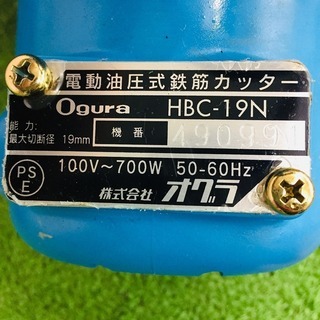 電動油圧式鉄筋カッター
Ogura HBC-19N
能力:
最大切断径 19mm
機番
100V～700W 50-60Hz
PS
E
株式会社オグラ